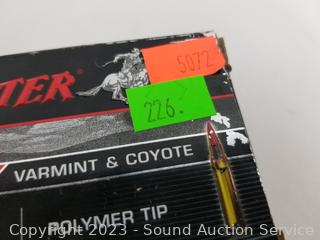 TER
5072
226.
VARMINT & COYOTE
POLYMER TIP
Copyright 2023 - Sound Auction Service